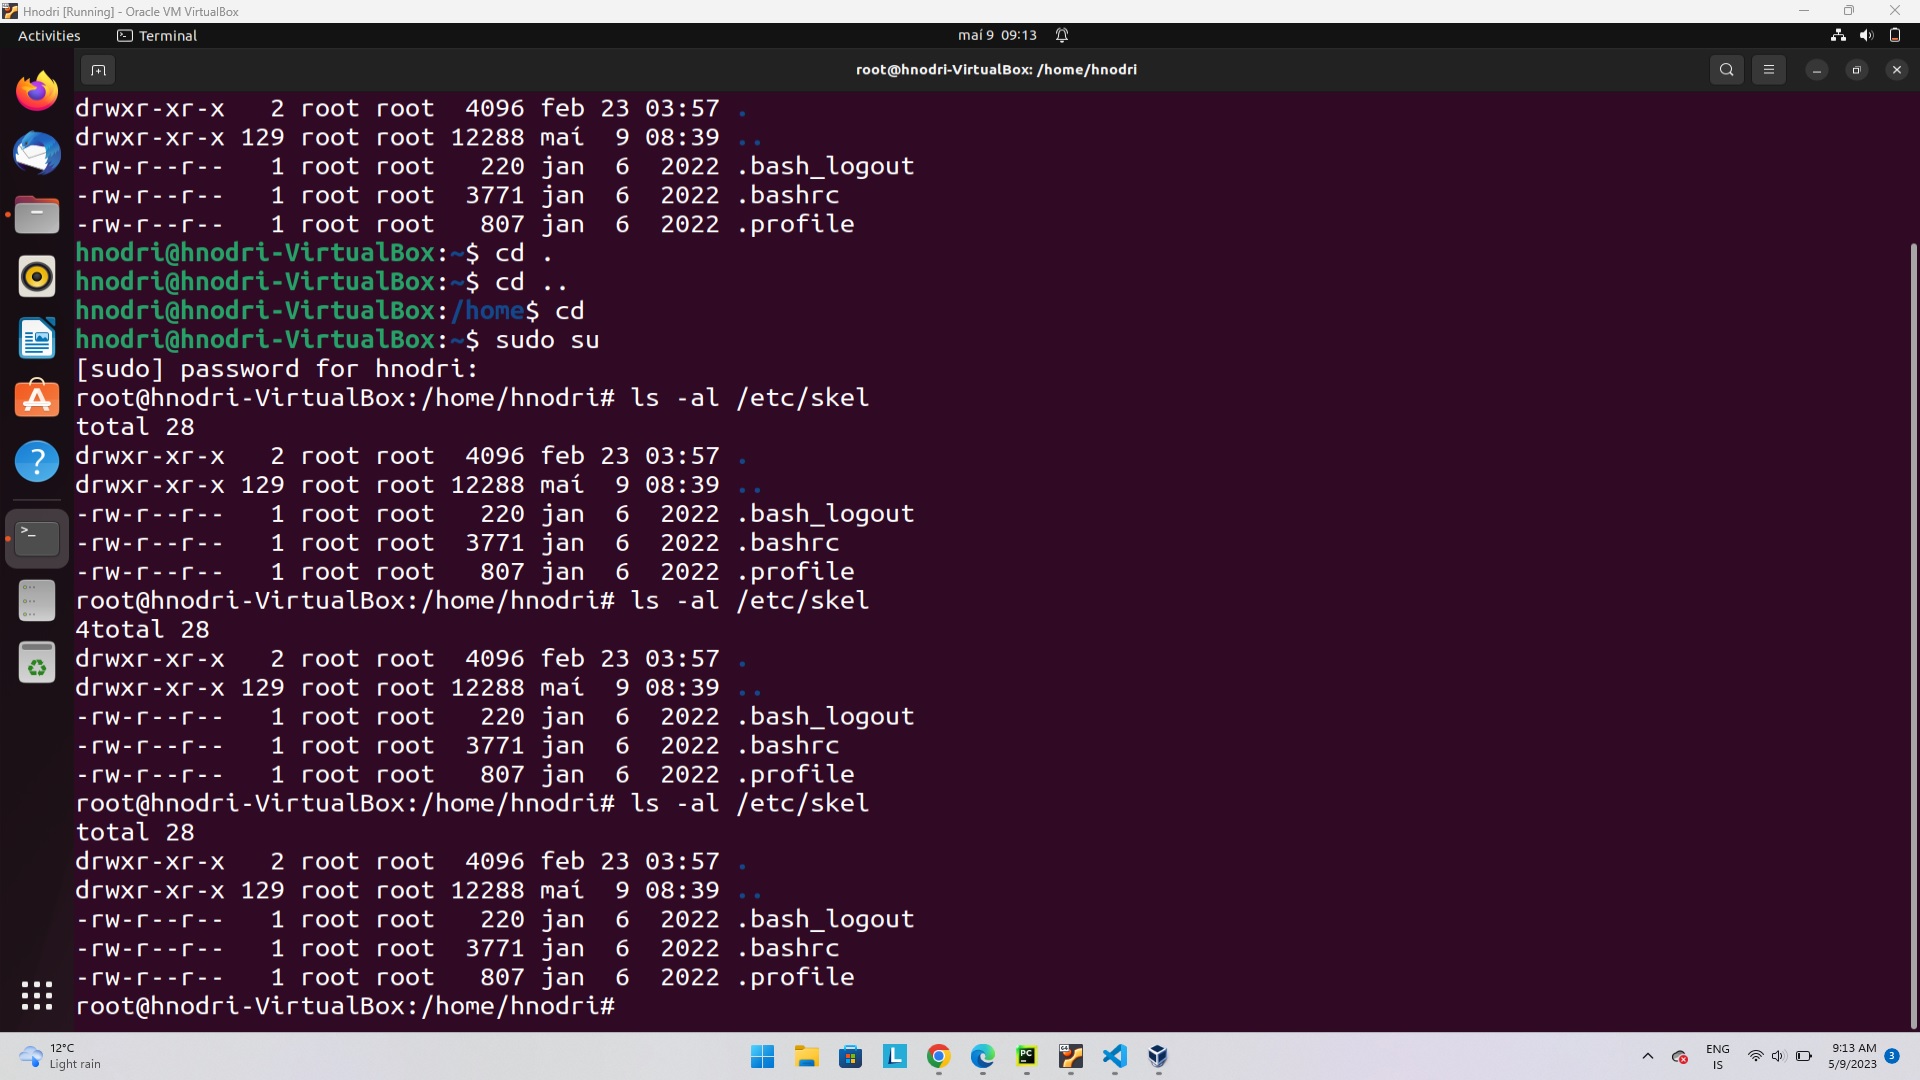 Hnodri [Running] - Oracle VM VirtualBox
Activities
Terminal
maí 9 09:13
root@hnodri-VirtualBox: /home/hnodri
drwxr-xr-x   2 root root  4096 feb 23 03:57 .
drwxr-xr-x 129 root root 12288 maí  9 08:39 ..
-rw-r--r--   1 root root   220 jan  6  2022 .bash_logout
-rw-r--r--   1 root root  3771 jan  6  2022 .bashrc
-rw-r--r--   1 root root   807 jan  6  2022 .profile
hnodri@hnodri-VirtualBox:~$ cd .
hnodri@hnodri-VirtualBox:~$ cd ..
hnodri@hnodri-VirtualBox:/home$ cd
hnodri@hnodri-VirtualBox:~$ sudo su
[sudo] password for hnodri:
root@hnodri-VirtualBox:/home/hnodri# ls -al /etc/skel
total 28
drwxr-xr-x   2 root root  4096 feb 23 03:57 .
drwxr-xr-x 129 root root 12288 maí  9 08:39 ..
-rw-r--r--   1 root root   220 jan  6  2022 .bash_logout
-rw-r--r--   1 root root  3771 jan  6  2022 .bashrc
-rw-r--r--   1 root root   807 jan  6  2022 .profile
root@hnodri-VirtualBox:/home/hnodri# ls -al /etc/skel
4total 28
drwxr-xr-x   2 root root  4096 feb 23 03:57 .
drwxr-xr-x 129 root root 12288 maí  9 08:39 ..
-rw-r--r--   1 root root   220 jan  6  2022 .bash_logout
-rw-r--r--   1 root root  3771 jan  6  2022 .bashrc
-rw-r--r--   1 root root   807 jan  6  2022 .profile
root@hnodri-VirtualBox:/home/hnodri# ls -al /etc/skel
total 28
drwxr-xr-x   2 root root  4096 feb 23 03:57 .
drwxr-xr-x 129 root root 12288 maí  9 08:39 ..
-rw-r--r--   1 root root   220 jan  6  2022 .bash_logout
-rw-r--r--   1 root root  3771 jan  6  2022 .bashrc
-rw-r--r--   1 root root   807 jan  6  2022 .profile
root@hnodri-VirtualBox:/home/hnodri#
12°C
Light rain
L
PC
ENG
IS
9:13 AM
5/9/2023
3